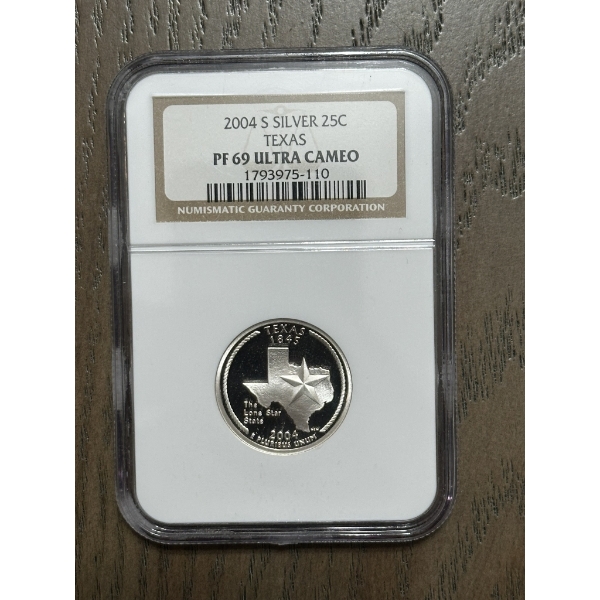 2004 S SILVER 25C
TEXAS
PF 69 ULTRA CAMEO
1793975-110
NUMISMATIC GUARANTY CORPORATION
TEXAS
1845
The
Lone Star
State
2004
E PLURIBUS UNUM